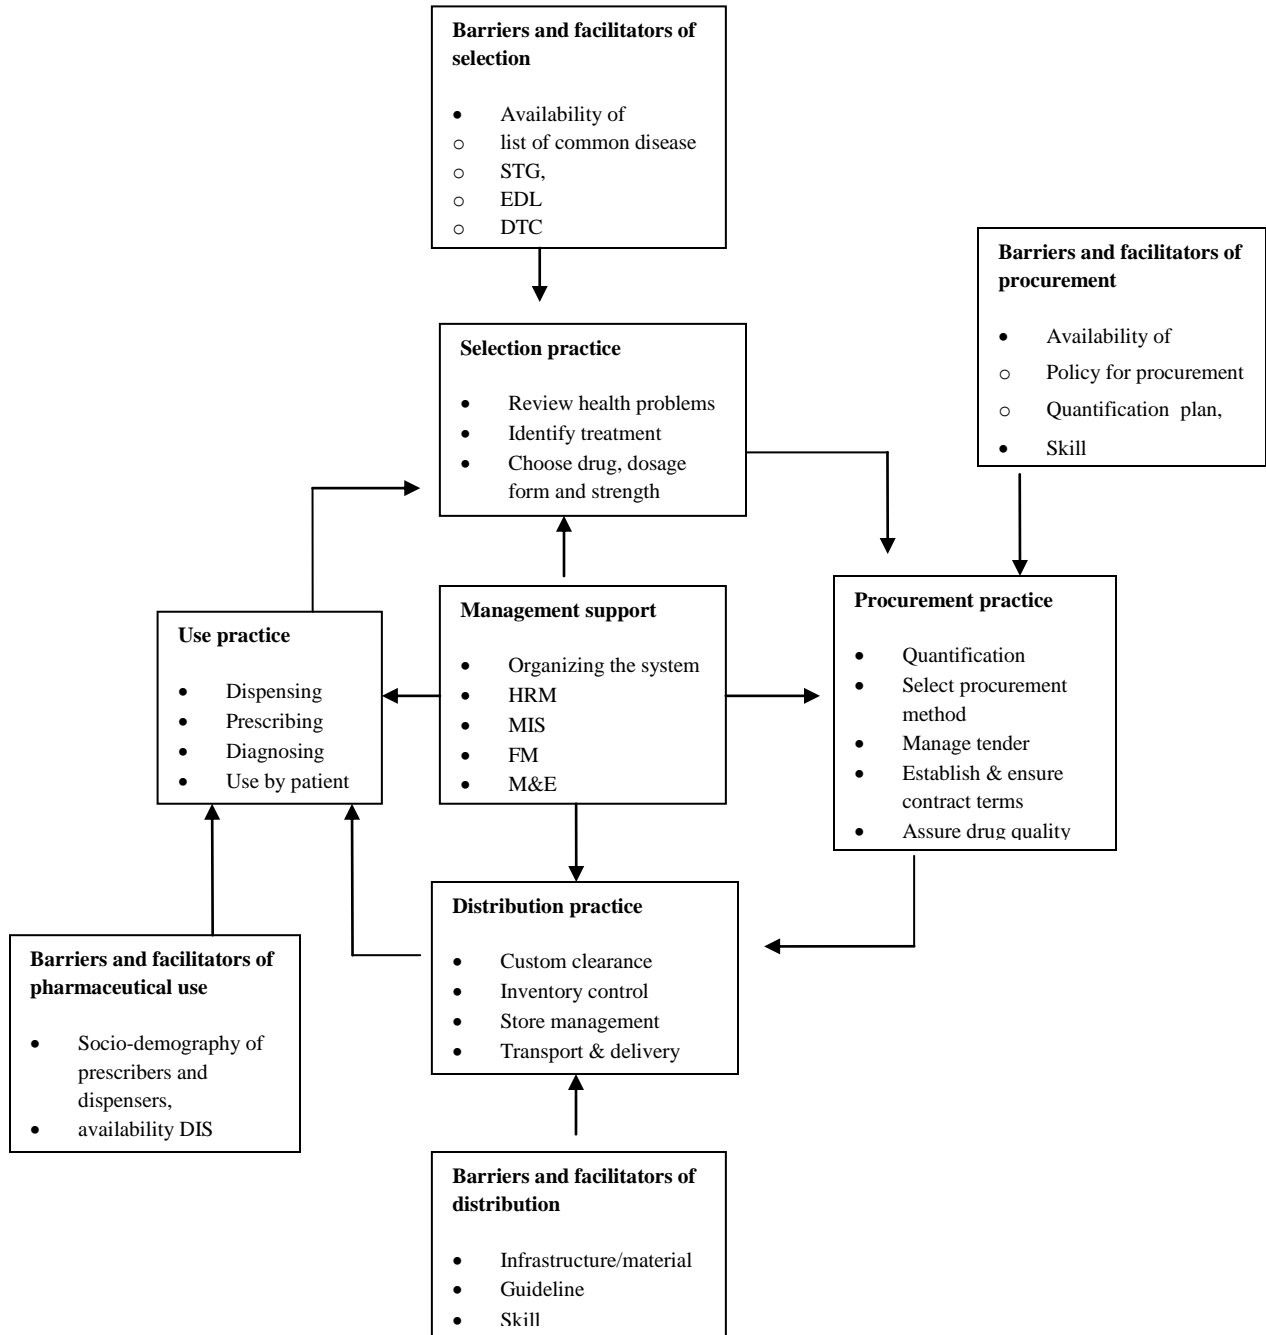 Barriers and facilitators of
selection
• Availability of
o list of common disease
o STG,
o EDL
o DTC
Barriers and facilitators of
procurement
• Availability of
o Policy for procurement
o Quantification plan,
• Skill
Selection practice
• Review health problems
• Identify treatment
• Choose drug, dosage
form and strength
Management support
• Organizing the system
• HRM
• MIS
• FM
• M&E
Procurement practice
• Quantification
• Select procurement
method
• Manage tender
• Establish & ensure
contract terms
• Assure drug quality
Use practice
• Dispensing
• Prescribing
• Diagnosing
• Use by patient
Distribution practice
• Custom clearance
• Inventory control
• Store management
• Transport & delivery
Barriers and facilitators of
pharmaceutical use
• Socio-demography of
prescribers and
dispensers,
• availability DIS
Barriers and facilitators of
distribution
• Infrastructure/material
• Guideline
• Skill